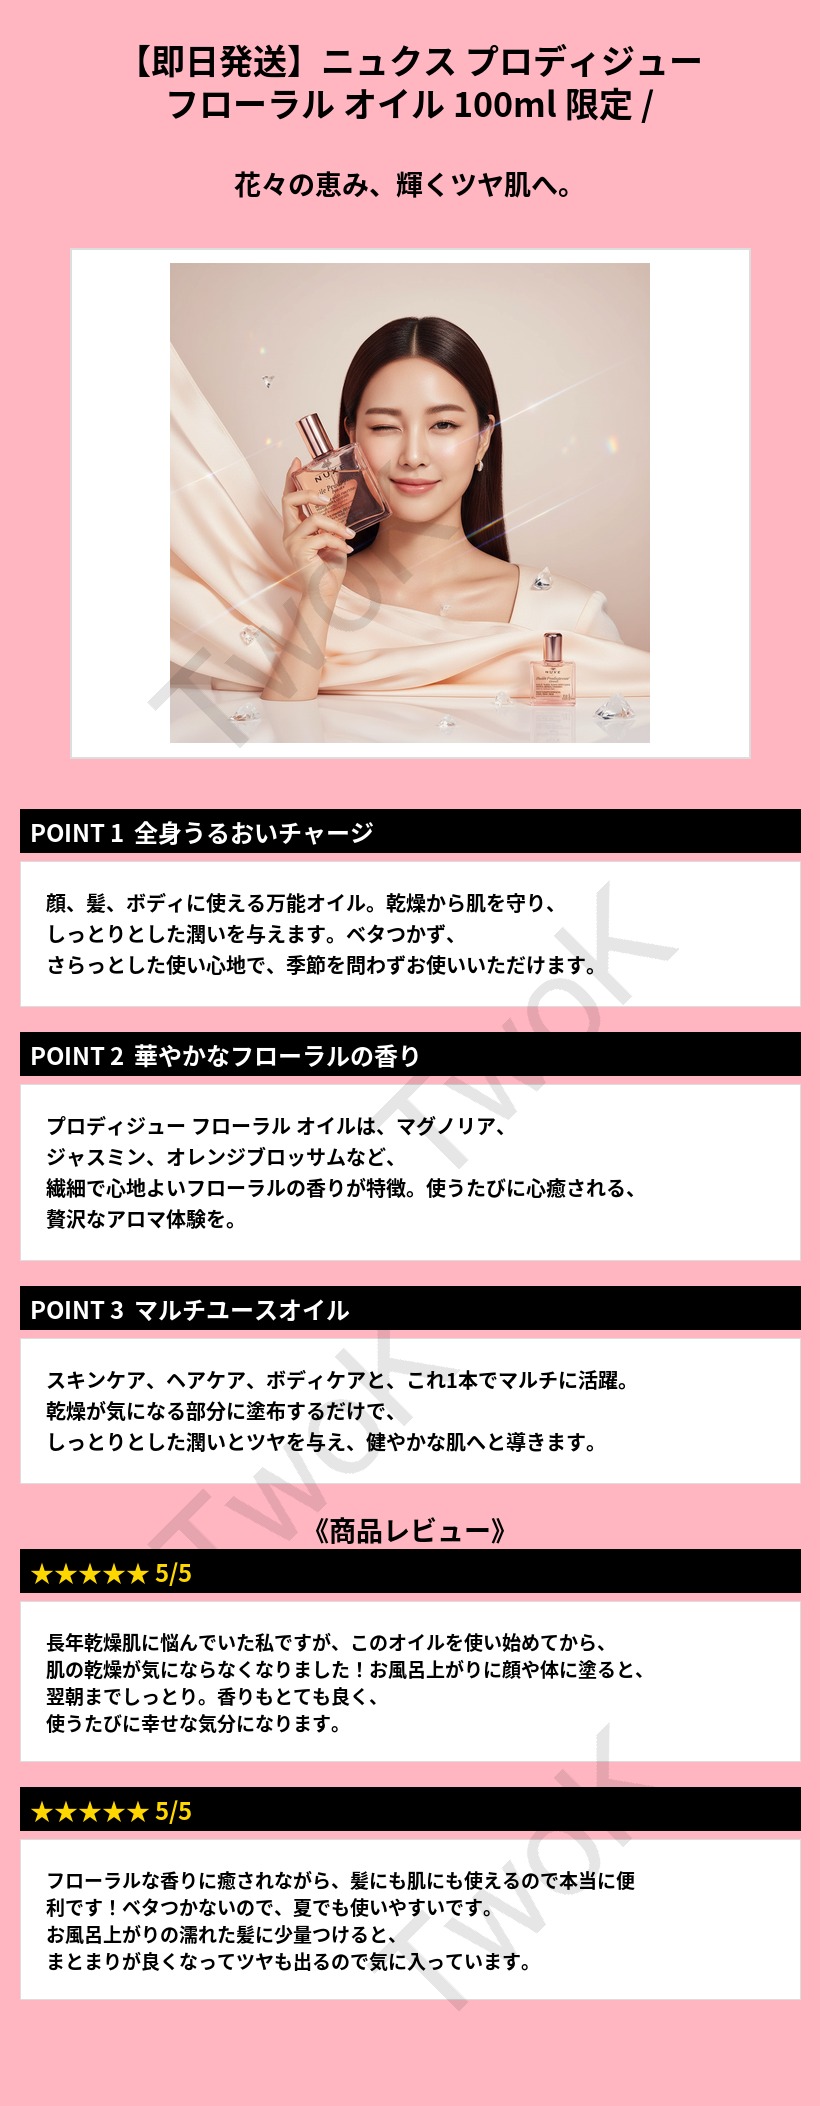 【即日発送】ニュクス プロディジュー
フローラル オイル 100ml 限定 /
花々の恵み、輝くツヤ肌へ。
NUXE
NUXE
TwoK
POINT 1 全身うるおいチャージ
顔、髪、ボディに使える万能オイル。乾燥から肌を守り、
しっとりとした潤いを与えます。ベタつかず、
さらっとした使い心地で、季節を問わずお使いいただけます。
TwoK
POINT 2 華やかなフローラルの香り
プロディジュー フローラル オイルは、マグノリア、
ジャスミン、オレンジブロッサムなど、
繊細で心地よいフローラルの香りが特徴。使うたびに心癒される、
贅沢なアロマ体験を。
POINT 3 マルチユースオイル
スキンケア、ヘアケア、ボディケアと、これ1本でマルチに活躍。
乾燥が気になる部分に塗布するだけで、
しっとりとした潤いとツヤを与え、健やかな肌へと導きます。
TwoK
《商品レビュー》
★★★★★ 5/5
長年乾燥肌に悩んでいた私ですが、このオイルを使い始めてから、
肌の乾燥が気にならなくなりました！お風呂上がりに顔や体に塗ると、
翌朝までしっとり。香りもとても良く、
使うたびに幸せな気分になります。
★★★★★ 5/5
フローラルな香りに癒されながら、髪にも肌にも使えるので本当に便
利です！ベタつかないので、夏でも使いやすいです。
お風呂上がりの濡れた髪に少量つけると、
まとまりが良くなってツヤも出るので気に入っています。
TwoK